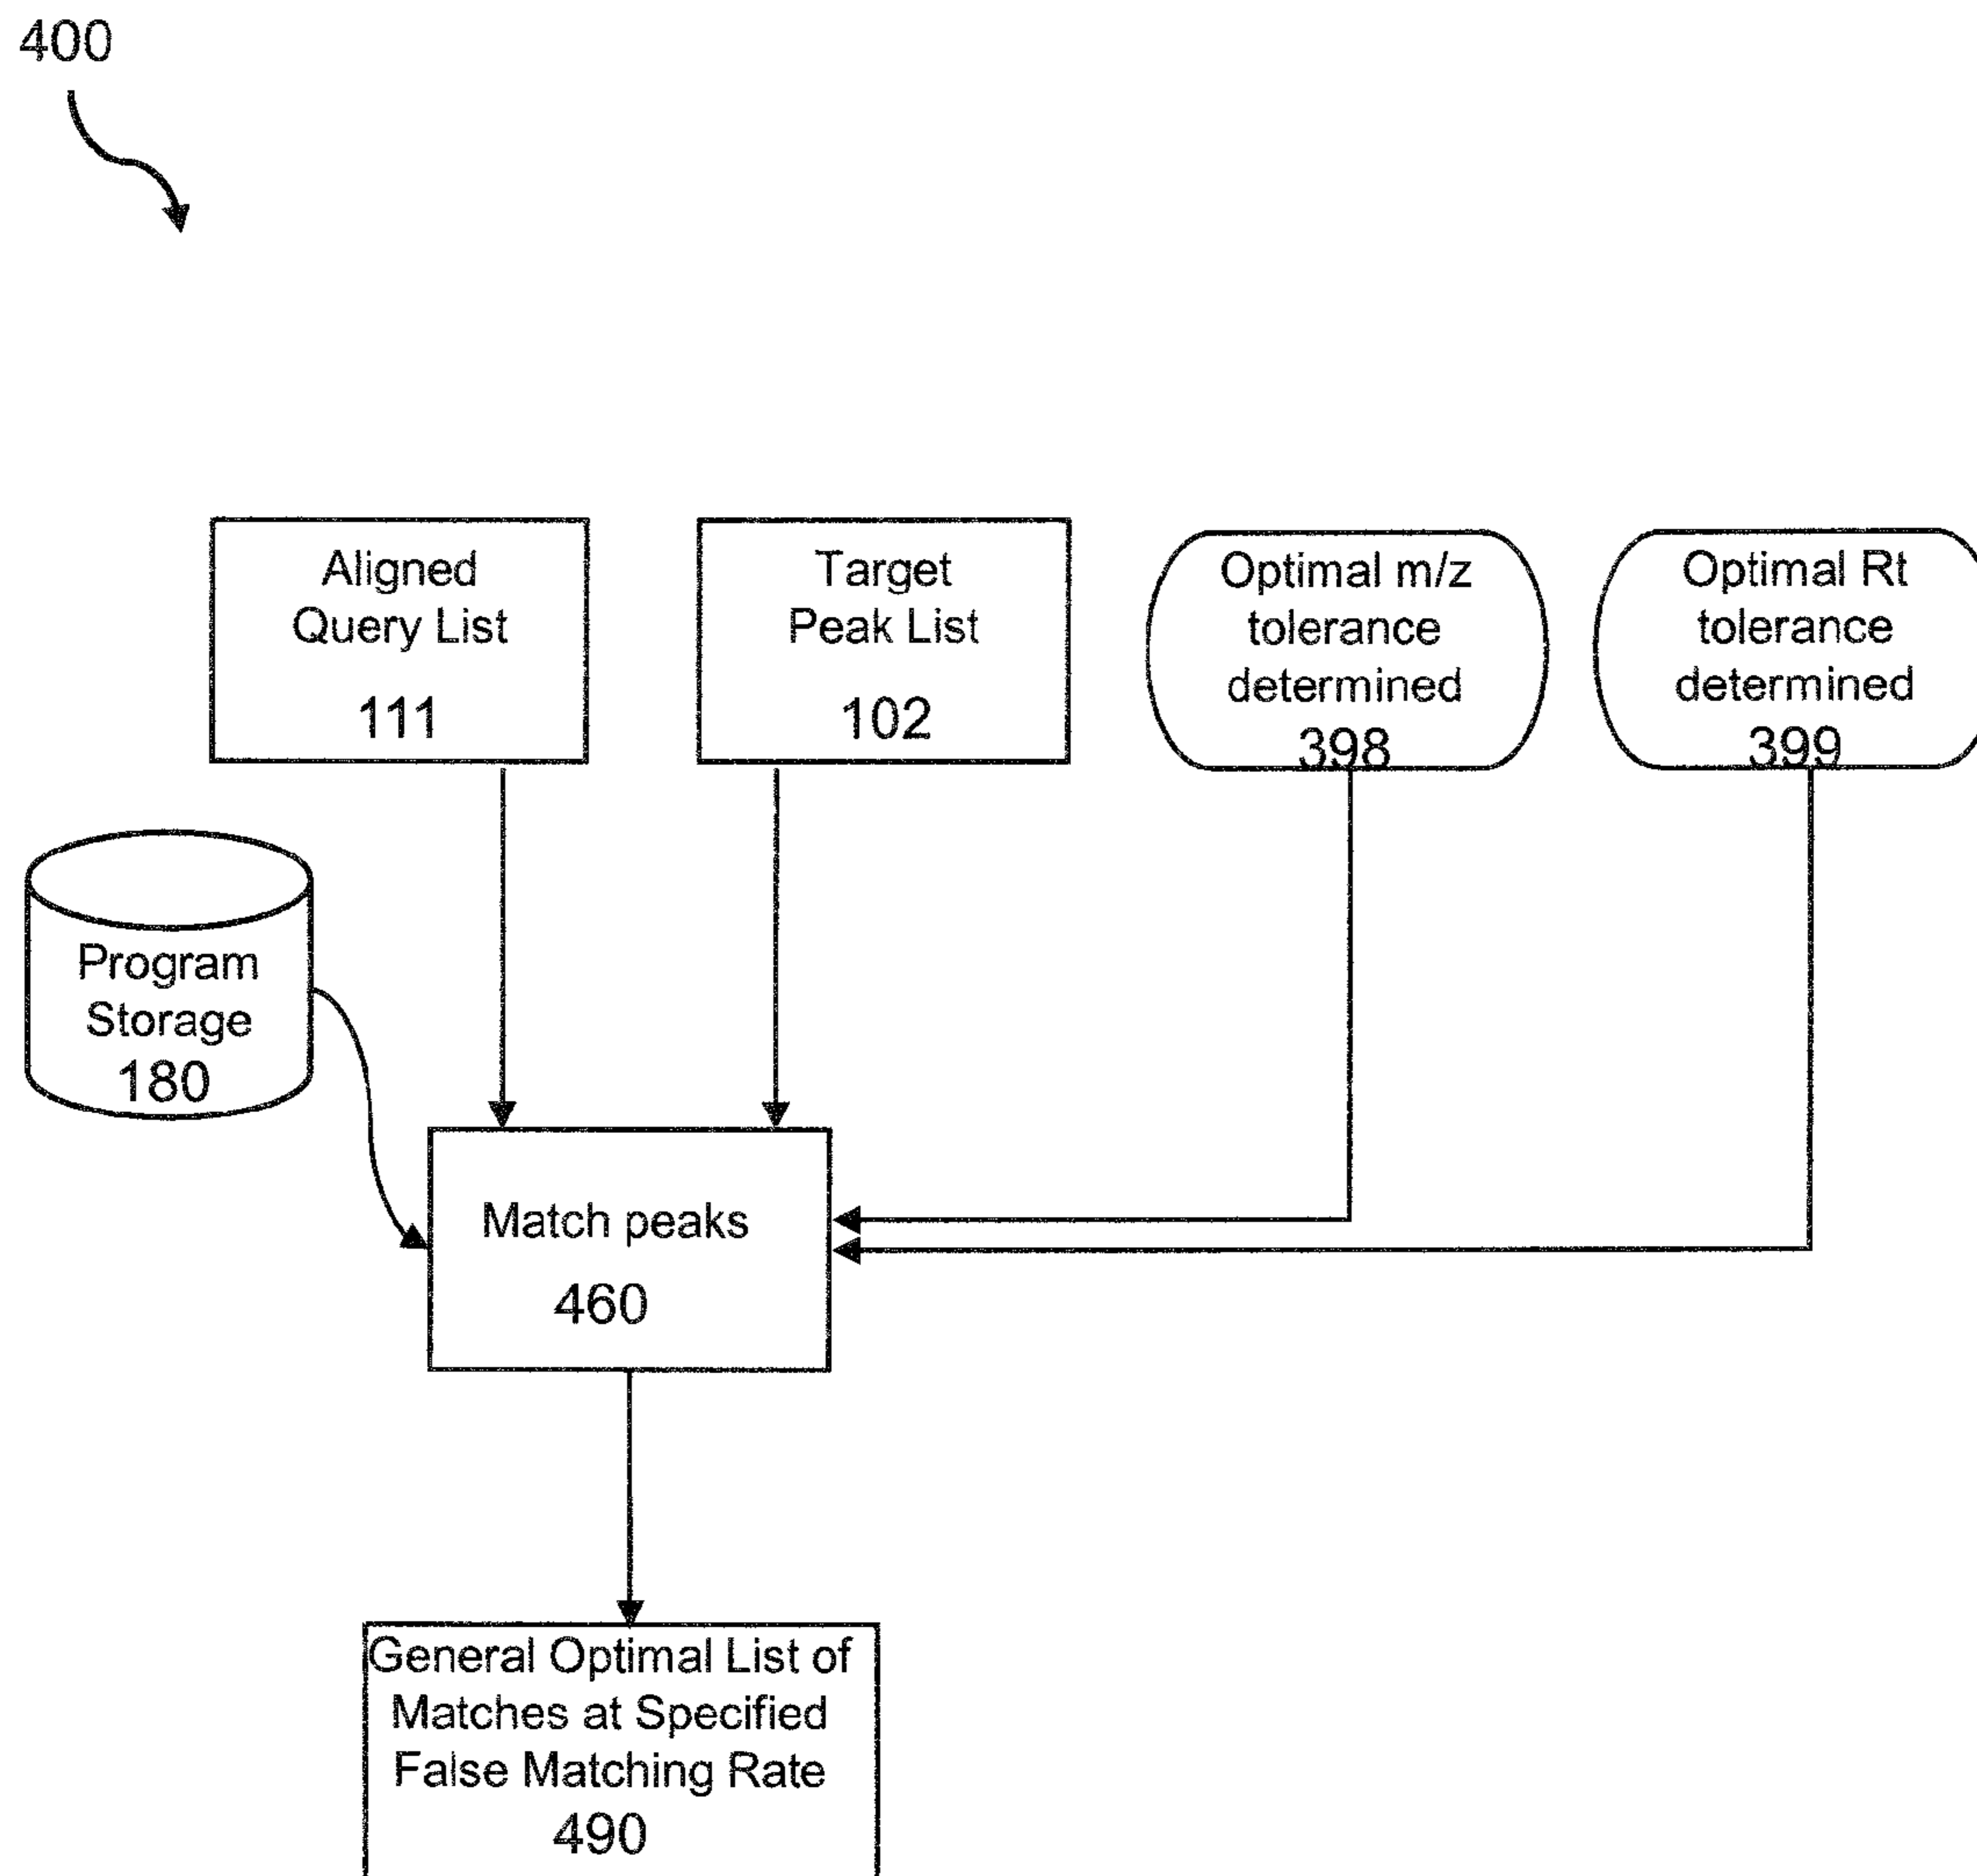 400
Aligned
Query List
111
Target
Peak List
102
Optimal m/z
tolerance
determined
398
Optimal Rt
tolerance
determined
399
Program
Storage
180
Match peaks
460
General Optimal List of
Matches at Specified
False Matching Rate
490